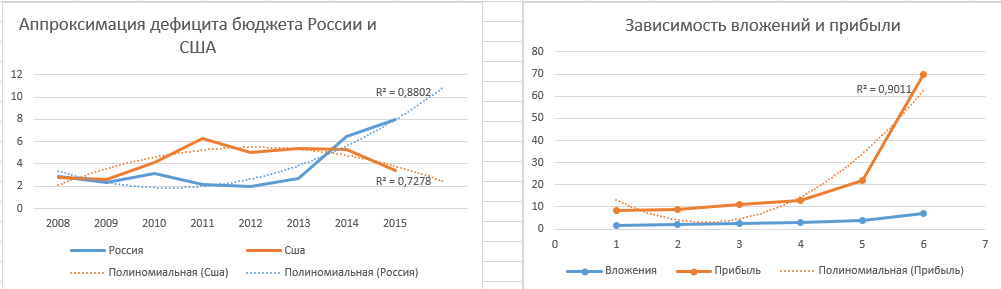 Аппроксимация дефицита бюджета России и
США
12
10
8
6
4
2
0
R² = 0,8802
R² = 0,7278
2008 2009 2010 2011 2012 2013 2014 2015
Россия Сша
Полиномиальная (Сша) Полиномиальная (Россия)
Зависимость вложений и прибыли
80
70
60
50
40
30
20
10
0
R² = 0,9011
0 1 2 3 4 5 6 7
Вложения Прибыль Полиномиальная (Прибыль)